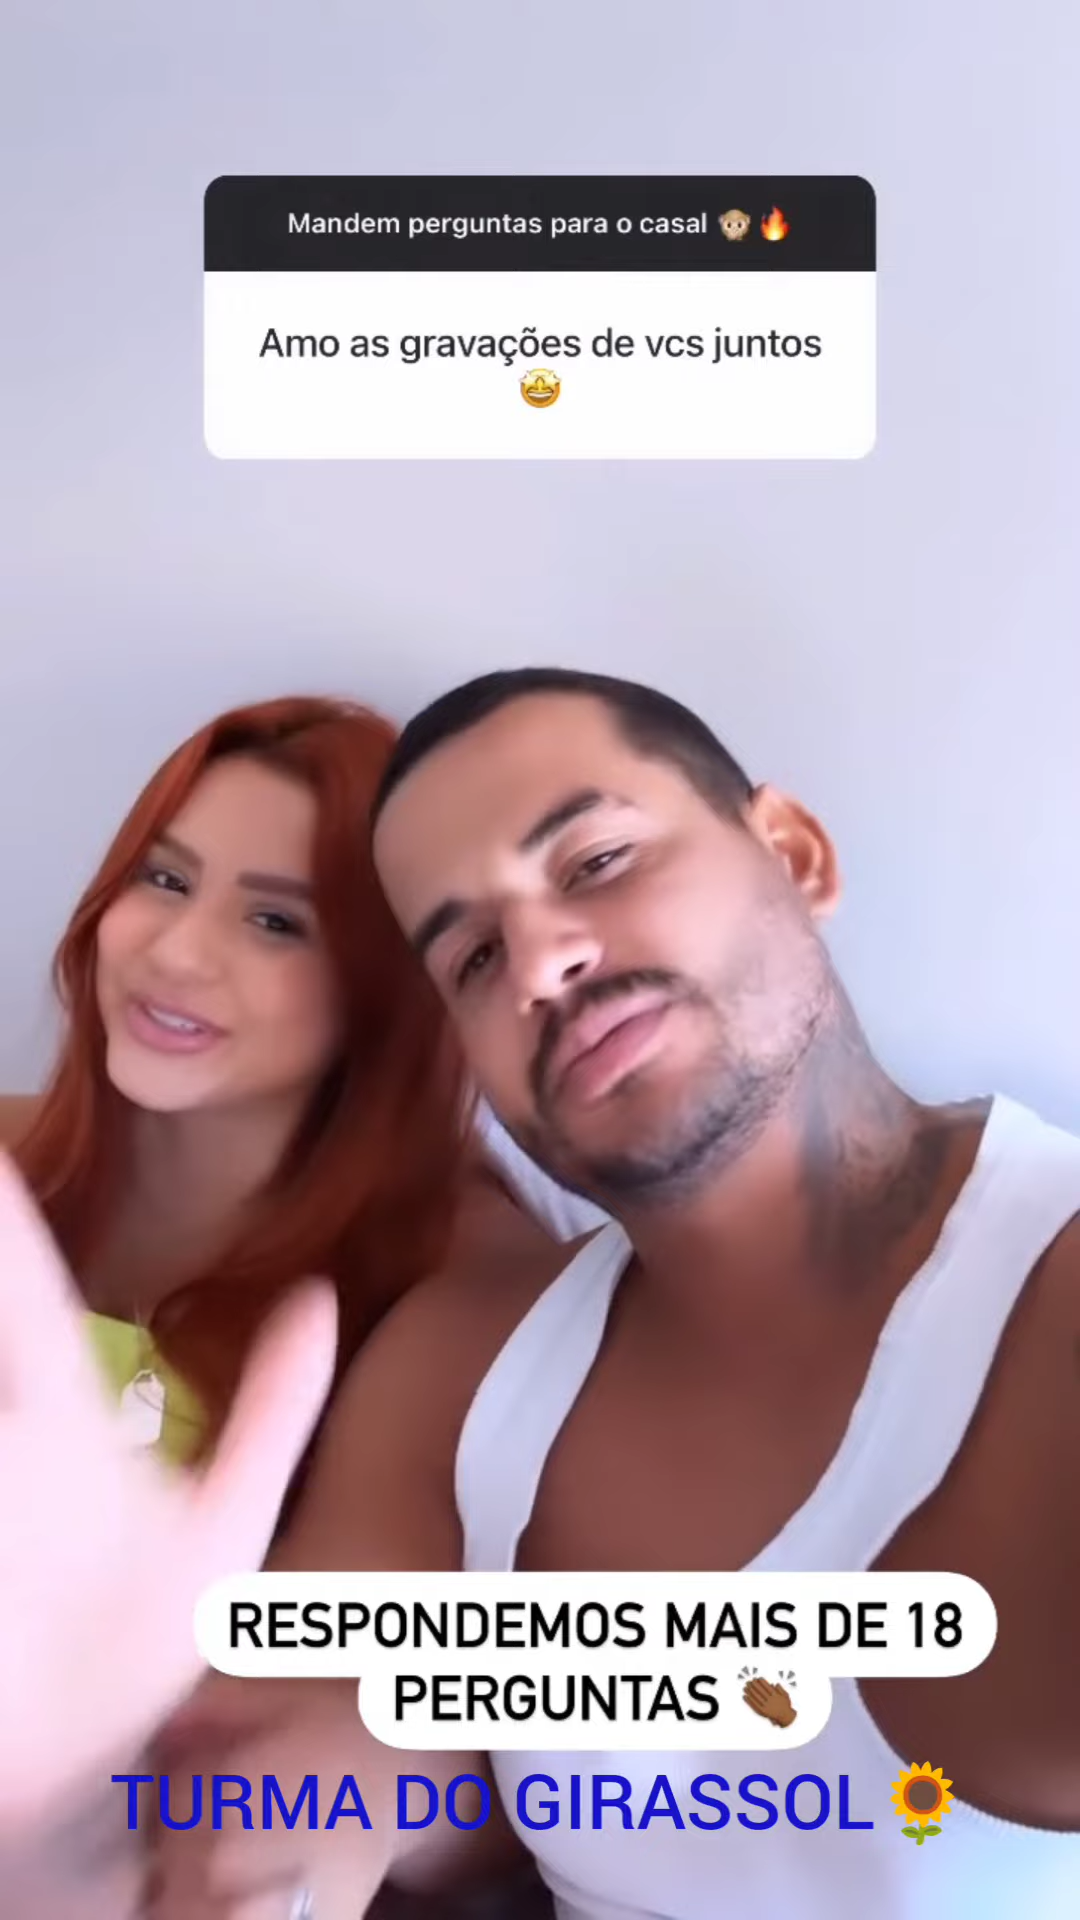 Mandem perguntas para o casal 🙊🔥
Amo as gravações de vcs juntos
🤩
RESPONDEMOS MAIS DE 18
PERGUNTAS 👏🏾
TURMA DO GIRASSOL🌻